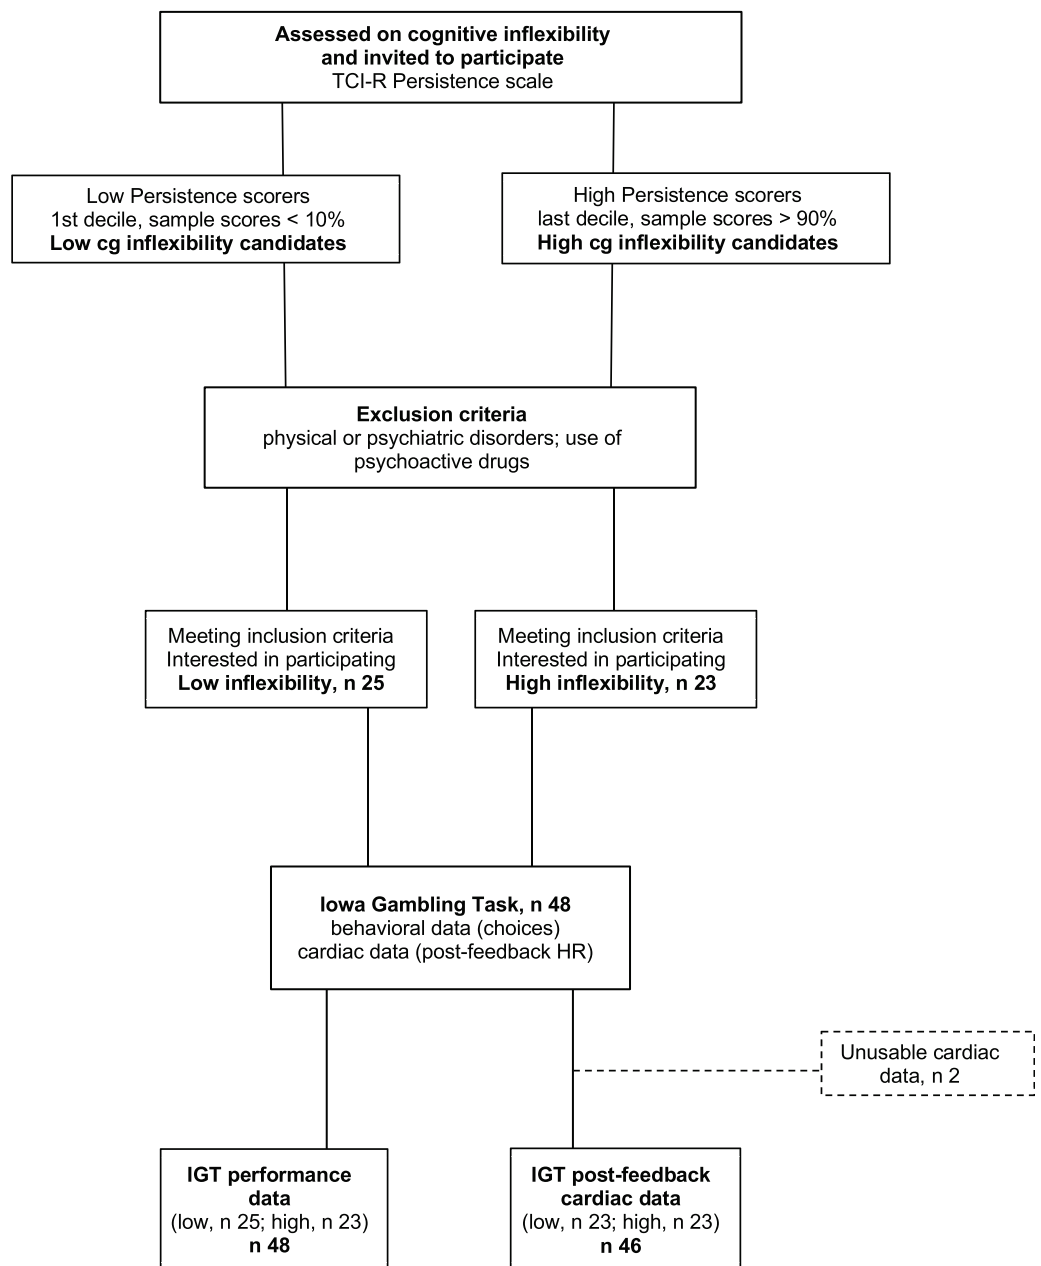 Assessed on cognitive inflexibility
and invited to participate
TCI-R Persistence scale
Low Persistence scorers
1st decile, sample scores < 10%
Low cg inflexibility candidates
High Persistence scorers
last decile, sample scores > 90%
High cg inflexibility candidates
Exclusion criteria
physical or psychiatric disorders; use of
psychoactive drugs
Meeting inclusion criteria
Interested in participating
Low inflexibility, n 25
Meeting inclusion criteria
Interested in participating
High inflexibility, n 23
Iowa Gambling Task, n 48
behavioral data (choices)
cardiac data (post-feedback HR)
Unusable cardiac
data, n 2
IGT performance
data
(low, n 25; high, n 23)
n 48
IGT post-feedback
cardiac data
(low, n 23; high, n 23)
n 46